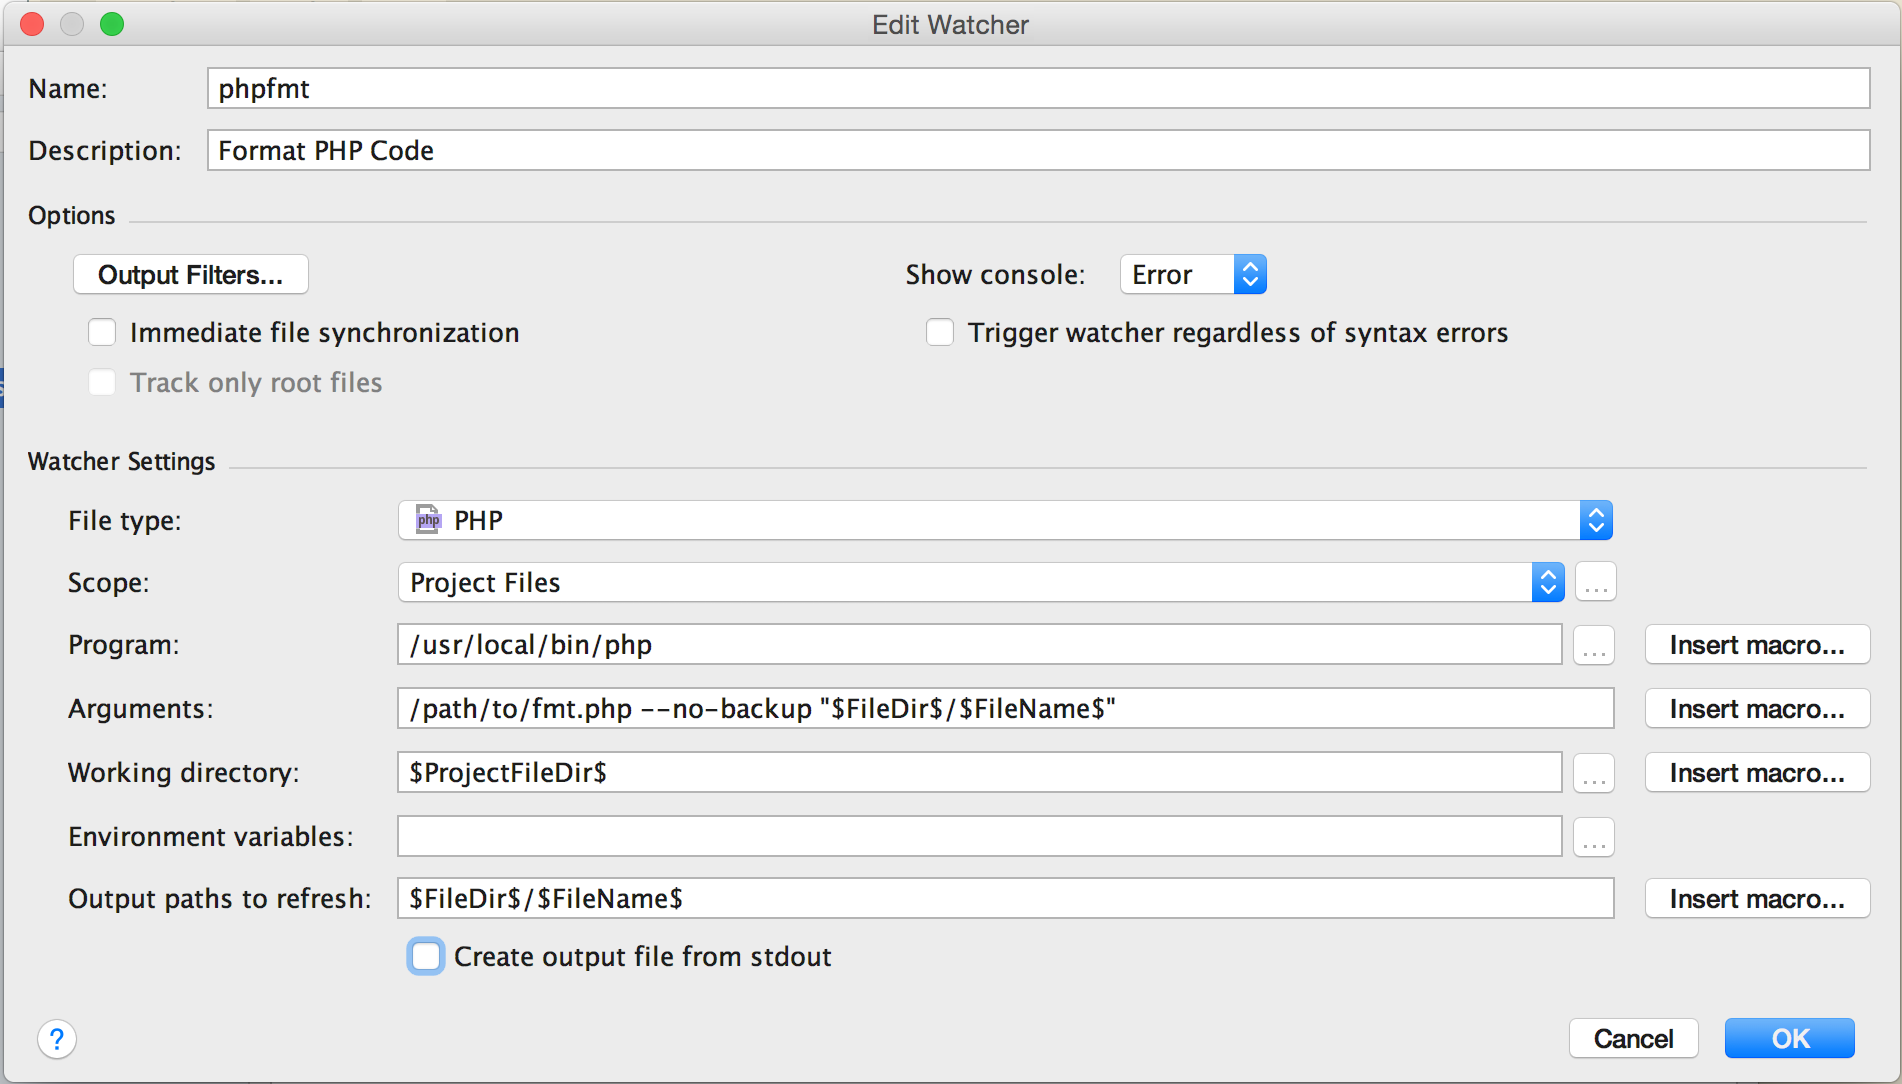 Edit Watcher
Name: phpfmt
Description: Format PHP Code
Options
Output Filters... Show console: Error
Immediate file synchronization Trigger watcher regardless of syntax errors
Track only root files
Watcher Settings
File type: php PHP
Scope: Project Files ...
Program: /usr/local/bin/php ... Insert macro...
Arguments: /path/to/fmt.php --no-backup "$FileDir$/$FileName$" Insert macro...
Working directory: $ProjectFileDir$ ... Insert macro...
Environment variables: ...
Output paths to refresh: $FileDir$/$FileName$ Insert macro...
Create output file from stdout
? Cancel OK